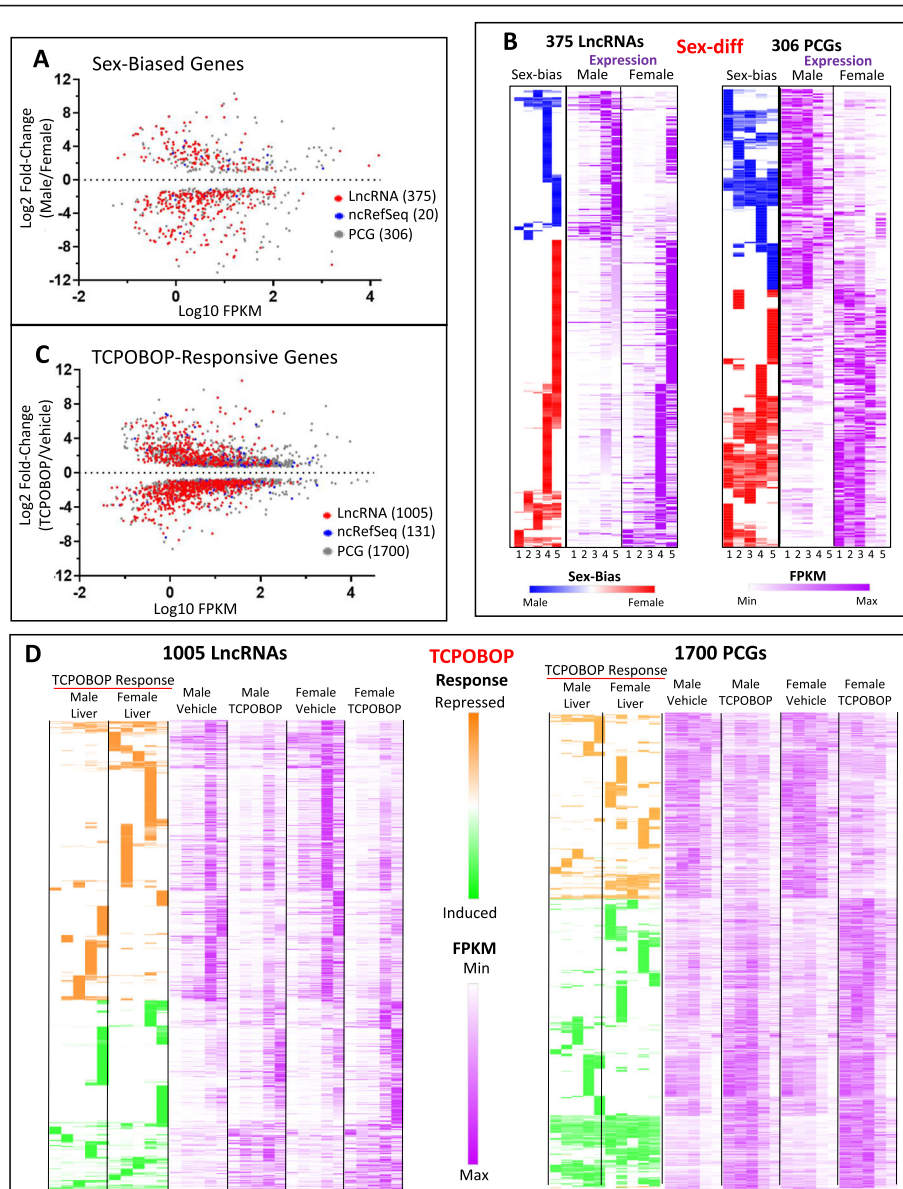 A
Sex-Biased Genes
Log2 Fold-Change
(Male/Female)
12
8
4
0
-4
-8
-12
LncRNA (375)
ncRefSeq (20)
PCG (306)
-2 0 2 4
Log10 FPKM
B
375 LncRNAs Sex-diff 306 PCGs
Expression Expression
Sex-bias Male Female Sex-bias Male Female
1 2 3 4 5 1 2 3 4 5 1 2 3 4 5 1 2 3 4 5 1 2 3 4 5 1 2 3 4 5
Sex-Bias
Male Female
FPKM
Min Max
C
TCPOBOP-Responsive Genes
Log2 Fold-Change
(TCPOBOP/Vehicle)
12
8
4
0
-4
-8
-12
LncRNA (1005)
ncRefSeq (131)
PCG (1700)
-2 0 2 4
Log10 FPKM
D
1005 LncRNAs
TCPOBOP Response
Male Liver
Female Liver
Male Vehicle
Male TCPOBOP
Female Vehicle
Female TCPOBOP
TCPOBOP
Response
Repressed
Induced
FPKM
Min
Max
1700 PCGs
TCPOBOP Response
Male Liver
Female Liver
Male Vehicle
Male TCPOBOP
Female Vehicle
Female TCPOBOP